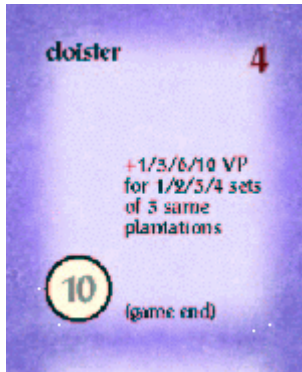 cloister 4
+1/3/6/10 VP
for 1/2/3/4 sets
of 3 same
plantations
10
(game end)